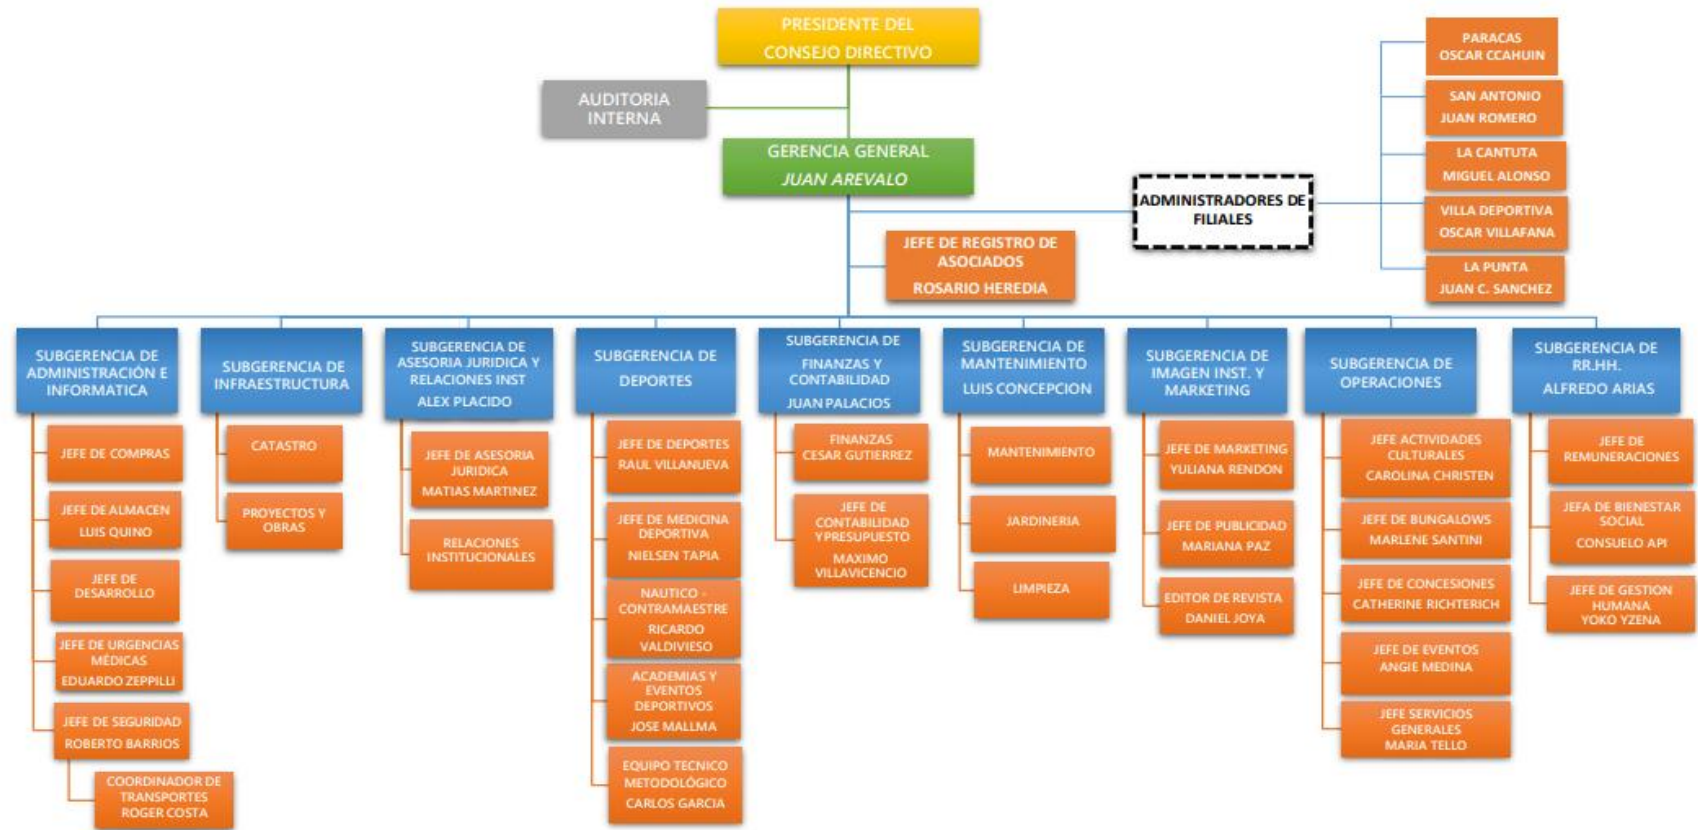 PRESIDENTE DEL
CONSEJO DIRECTIVO
AUDITORIA
INTERNA
GERENCIA GENERAL
JUAN AREVALO
ADMINISTRADORES DE
FILIALES
PARACAS
OSCAR CCAHUIN
SAN ANTONIO
JUAN ROMERO
LA CANTUTA
MIGUEL ALONSO
VILLA DEPORTIVA
OSCAR VILLAFANA
LA PUNTA
JUAN C. SANCHEZ
JEFE DE REGISTRO DE
ASOCIADOS
ROSARIO HEREDIA
SUBGERENCIA DE
ADMINISTRACIÓN E
INFORMATICA
JEFE DE COMPRAS
JEFE DE ALMACEN
LUIS QUINO
JEFE DE
DESARROLLO
JEFE DE URGENCIAS
MÉDICAS
EDUARDO ZEPPILLI
JEFE DE SEGURIDAD
ROBERTO BARRIOS
COORDINADOR DE
TRANSPORTES
ROGER COSTA
SUBGERENCIA DE
INFRAESTRUCTURA
CATASTRO
PROYECTOS Y
OBRAS
SUBGERENCIA DE
ASESORIA JURIDICA Y
RELACIONES INST
ALEX PLACIDO
JEFE DE ASESORIA
JURIDICA
MATIAS MARTINEZ
RELACIONES
INSTITUCIONALES
SUBGERENCIA DE
DEPORTES
JEFE DE DEPORTES
RAUL VILLANUEVA
JEFE DE MEDICINA
DEPORTIVA
NIELSEN TAPIA
NAUTICO -
CONTRAMAESTRE
RICARDO
VALDIVIESO
ACADEMIAS Y
EVENTOS
DEPORTIVOS
JOSE MALLMA
EQUIPO TECNICO
METODOLÓGICO
CARLOS GARCIA
SUBGERENCIA DE
FINANZAS Y
CONTABILIDAD
JUAN PALACIOS
FINANZAS
CESAR GUTIERREZ
JEFE DE
CONTABILIDAD
YPRESUPUESTO
MAXIMO
VILLAVICENCIO
SUBGERENCIA DE
MANTENIMIENTO
LUIS CONCEPCION
MANTENIMIENTO
JARDINERIA
LIMPIEZA
SUBGERENCIA DE
IMAGEN INST. Y
MARKETING
JEFE DE MARKETING
YULIANA RENDON
JEFE DE PUBLICIDAD
MARIANA PAZ
EDITOR DE REVISTA
DANIEL JOYA
SUBGERENCIA DE
OPERACIONES
JEFE ACTIVIDADES
CULTURALES
CAROLINA CHRISTEN
JEFE DE BUNGALOWS
MARLENE SANTINI
JEFE DE CONCESIONES
CATHERINE RICHTERICH
JEFE DE EVENTOS
ANGIE MEDINA
JEFE SERVICIOS
GENERALES
MARIA TELLO
SUBGERENCIA DE
RR.HH.
ALFREDO ARIAS
JEFE DE
REMUNERACIONES
JEFA DE BIENESTAR
SOCIAL
CONSUELO API
JEFE DE GESTION
HUMANA
YOKO YZENA